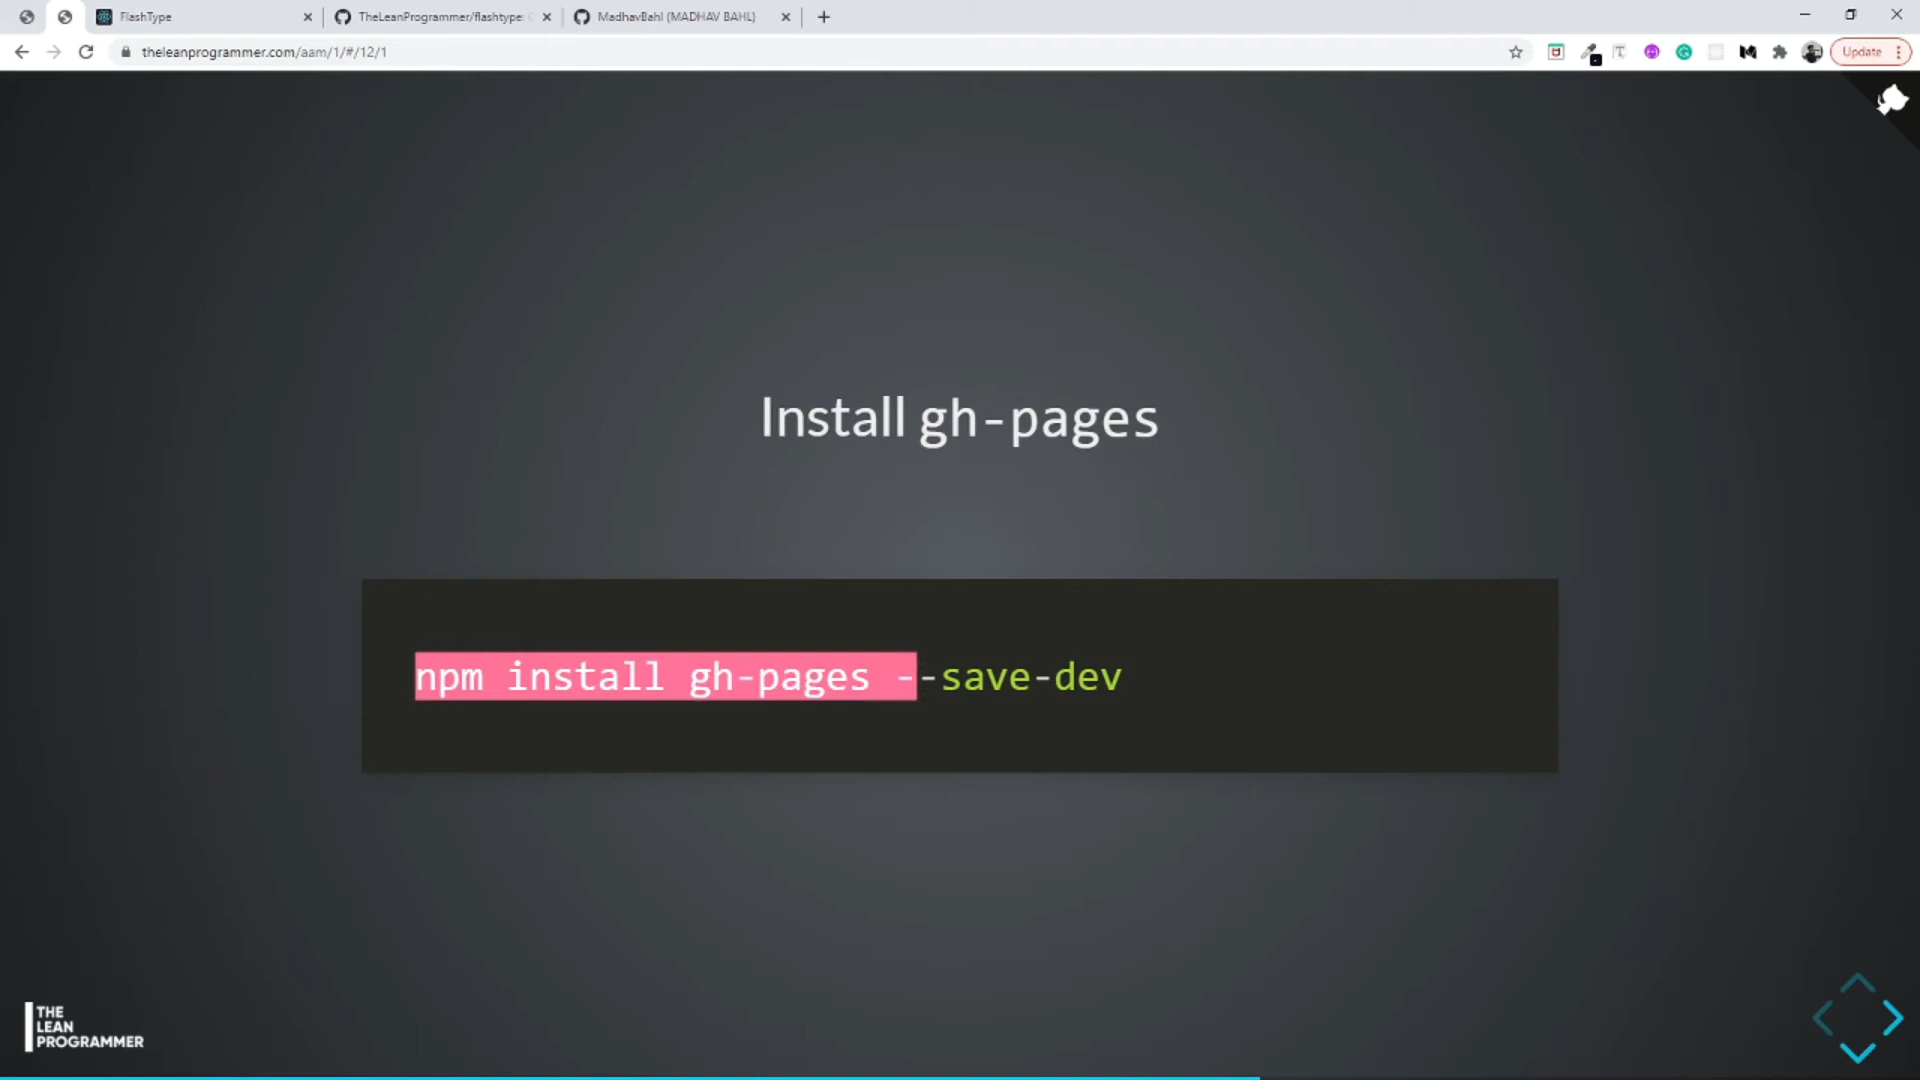 FlashType
TheLeanProgrammer/flashtype:
MadhavBahl (MADHAV BAHL)
theleanprogrammer.com/aam/1/#/12/1
Update
Install gh-pages
npm install gh-pages --save-dev
THE
LEAN
PROGRAMMER